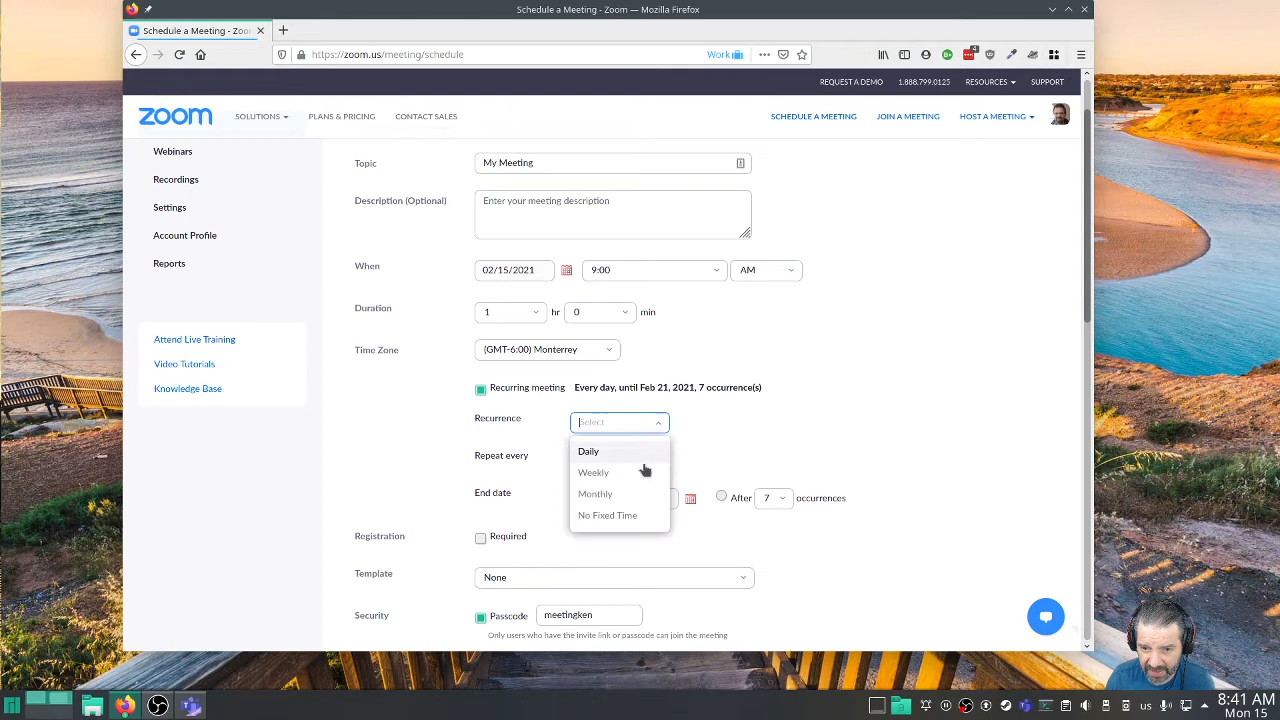 Schedule a Meeting - Zoom — Mozilla Firefox
Schedule a Meeting - Zoo
https://zoom.us/meeting/schedule
Work
4
REQUEST A DEMO 1.888.799.0125 RESOURCES SUPPORT
zoom SOLUTIONS PLANS & PRICING CONTACT SALES SCHEDULE A MEETING JOIN A MEETING HOST A MEETING
Webinars
Recordings
Settings
Account Profile
Reports
Attend Live Training
Video Tutorials
Knowledge Base
Topic My Meeting
Description (Optional) Enter your meeting description
When 02/15/2021 9:00 AM
Duration 1 hr 0 min
Time Zone (GMT-6:00) Monterrey
Recurring meeting Every day, until Feb 21, 2021, 7 occurrence(s)
Recurrence Select
Daily
Weekly
Monthly
No Fixed Time
Repeat every
End date After 7 occurrences
Registration Required
Template None
Security Passcode meetingken
Only users who have the invite link or passcode can join the meeting
us
8:41 AM
Mon 15